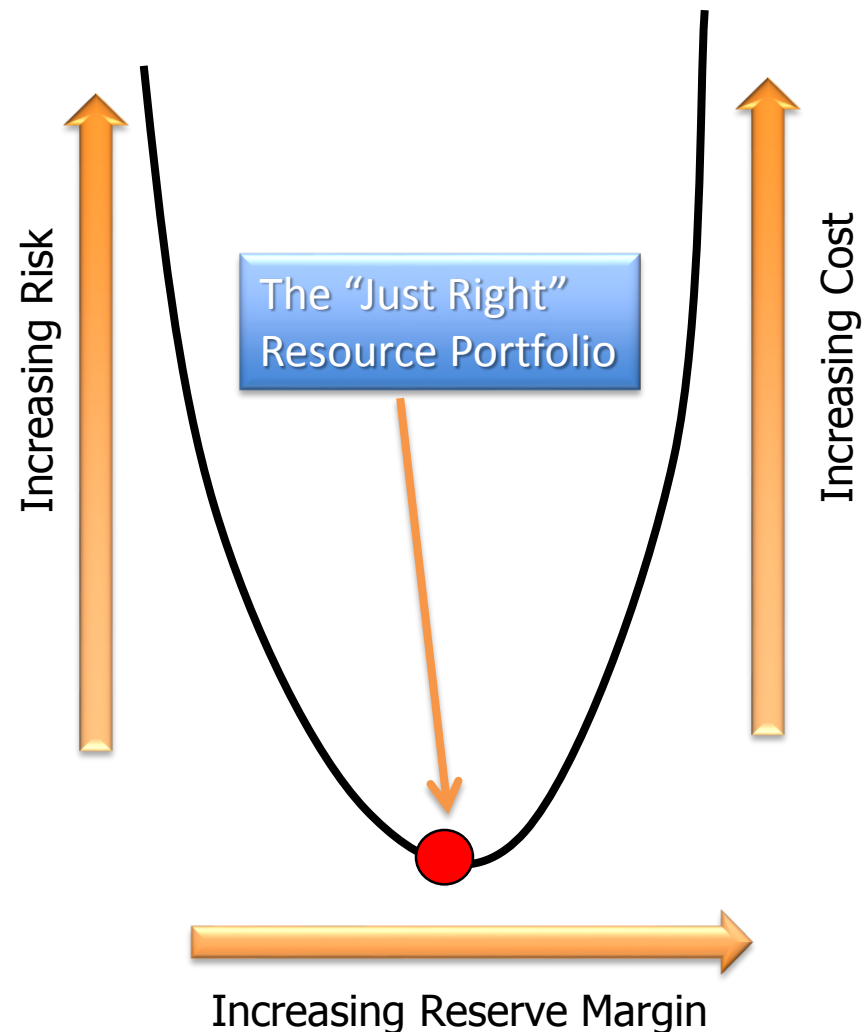 Increasing Risk
The “Just Right”
Resource Portfolio
Increasing Cost
Increasing Reserve Margin